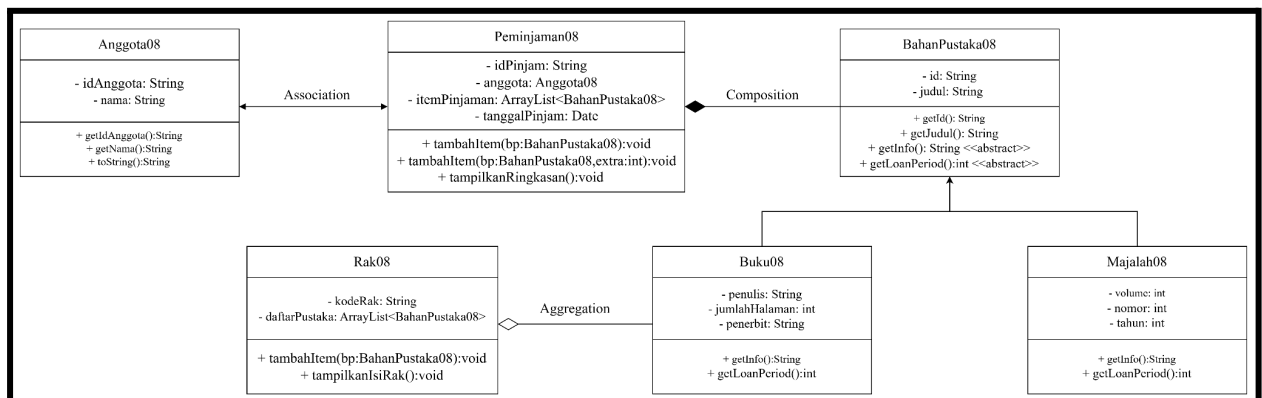 Anggota08
- idAnggota: String
- nama: String
+ getIdAnggota():String
+ getNama():String
+ toString():String
Association
Peminjaman08
- idPinjam: String
- anggota: Anggota08
- itemPinjaman: ArrayList<BahanPustaka08>
- tanggalPinjam: Date
+ tambahItem(bp:BahanPustaka08):void
+ tambahItem(bp:BahanPustaka08,extra:int):void
+ tampilkanRingkasan():void
Composition
BahanPustaka08
- id: String
- judul: String
+ getId(): String
+ getJudul(): String
+ getInfo(): String <<abstract>>
+ getLoanPeriod():int <<abstract>>
Rak08
- kodeRak: String
- daftarPustaka: ArrayList<BahanPustaka08>
+ tambahItem(bp:BahanPustaka08):void
+ tampilkanIsiRak():void
Aggregation
Buku08
- penulis: String
- jumlahHalaman: int
- penerbit: String
+ getInfo():String
+ getLoanPeriod():int
Majalah08
- volume: int
- nomor: int
- tahun: int
+ getInfo():String
+ getLoanPeriod():int